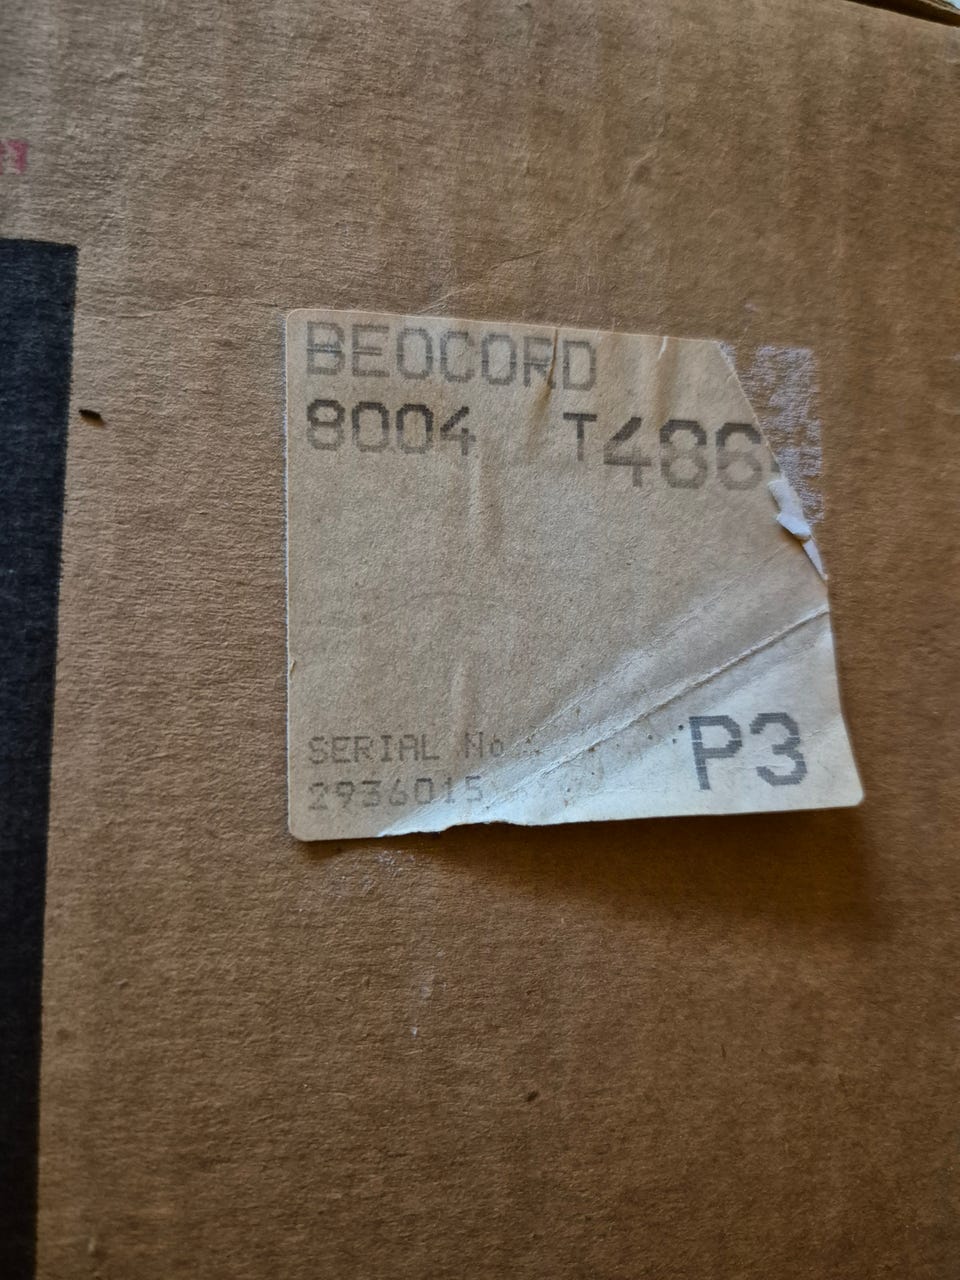 BEOCORD
8004 T486
SERIAL No
2936015
P3